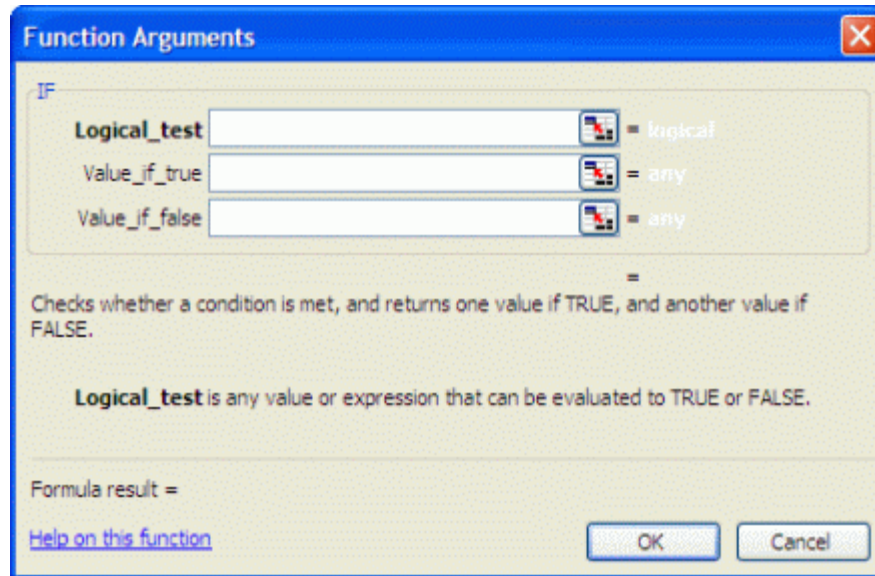 Function Arguments
IF
Logical_test = logical
Value_if_true = any
Value_if_false = any
=
Checks whether a condition is met, and returns one value if TRUE, and another value if
FALSE.
Logical_test is any value or expression that can be evaluated to TRUE or FALSE.
Formula result =
Help on this function
OK Cancel